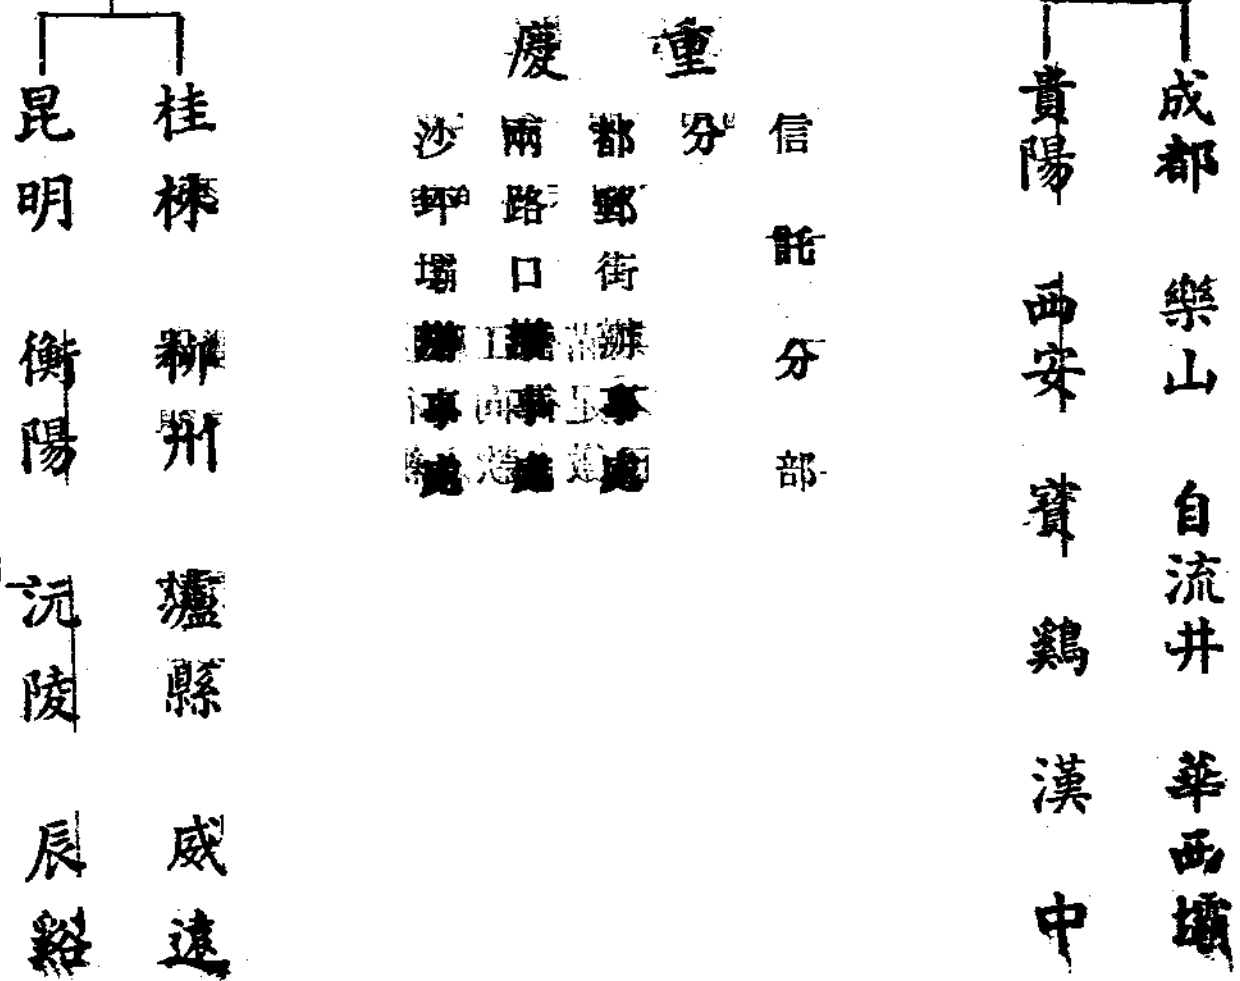 成都 樂山 自流井 華西壩
貴陽 西安 寶鷄 漢中
重慶
信託分部
分
都郵街辦事處
兩路口辦事處
沙坪壩辦事處
桂林 柳州 瀘縣 威遠
昆明 衡陽 沅陵 辰谿